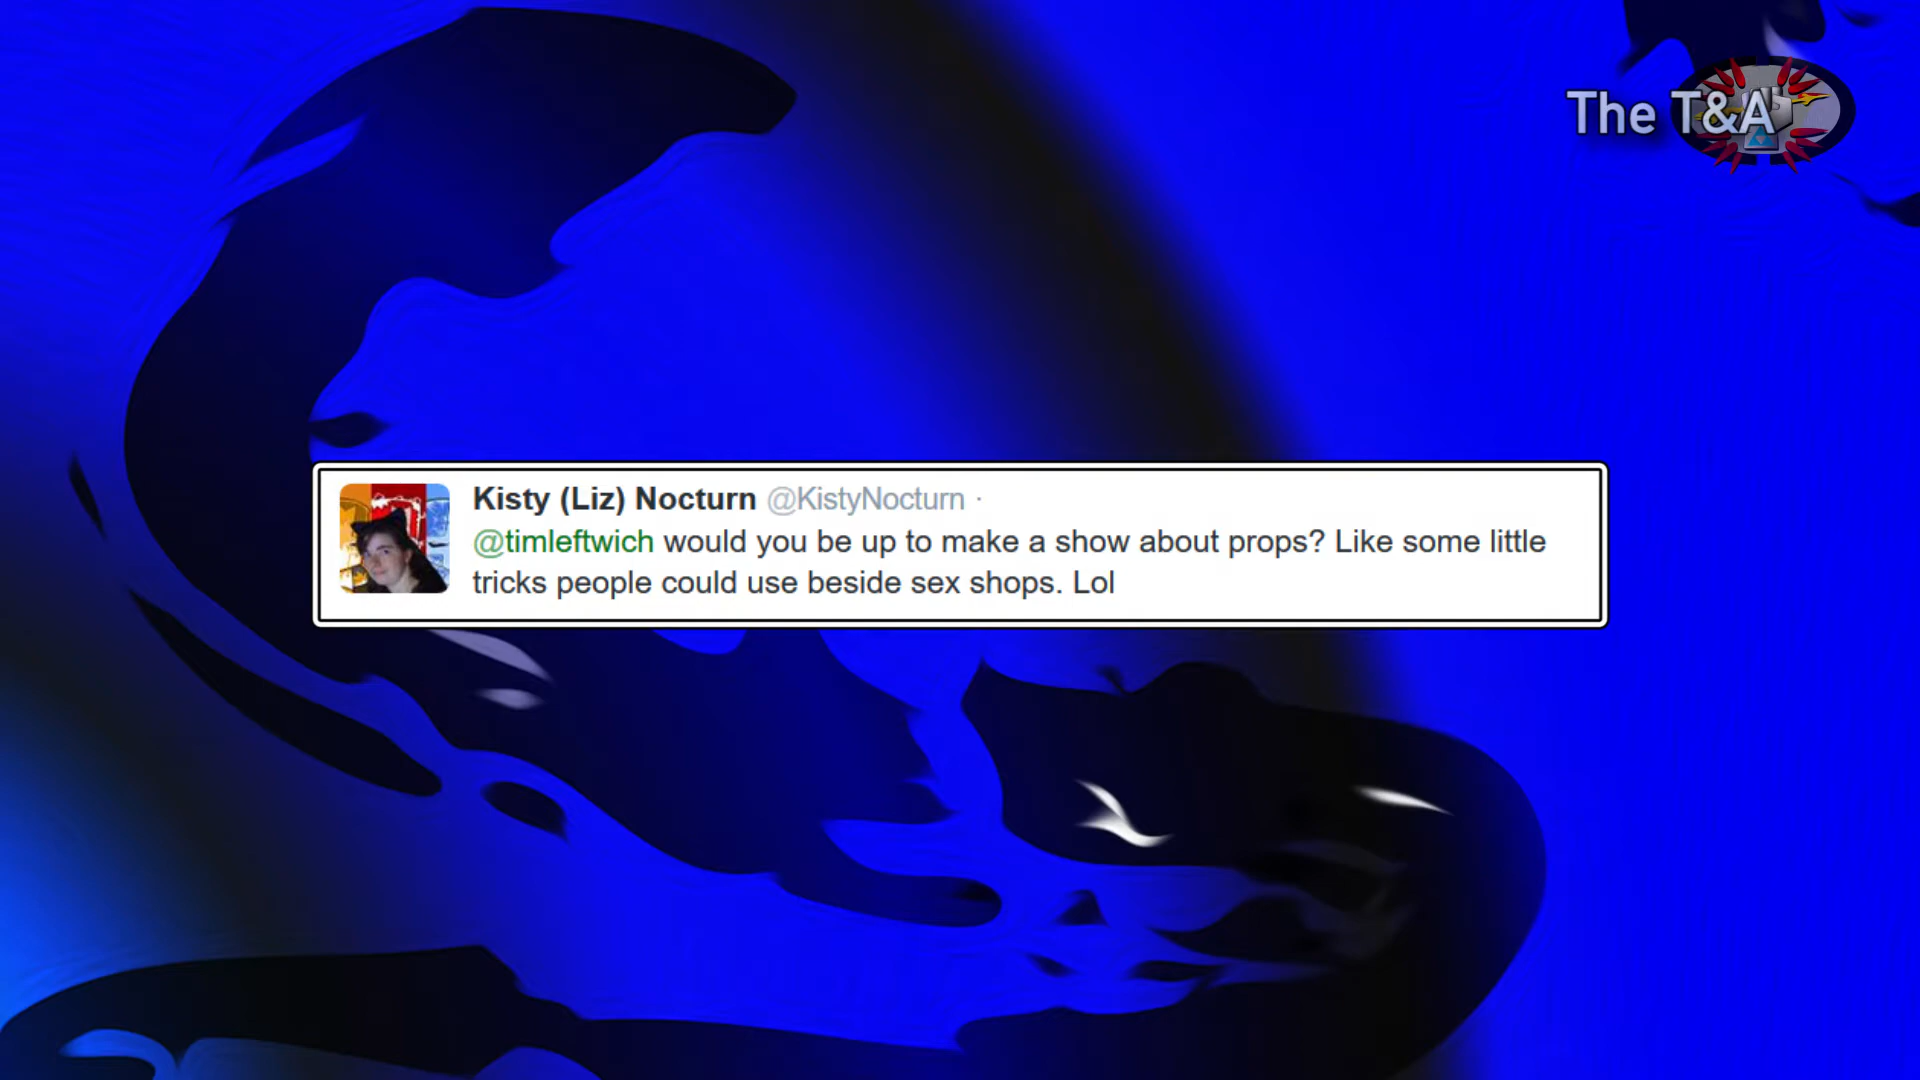 The T&A
Kisty (Liz) Nocturn @KistyNocturn ·
@timleftwich would you be up to make a show about props? Like some little
tricks people could use beside sex shops. Lol